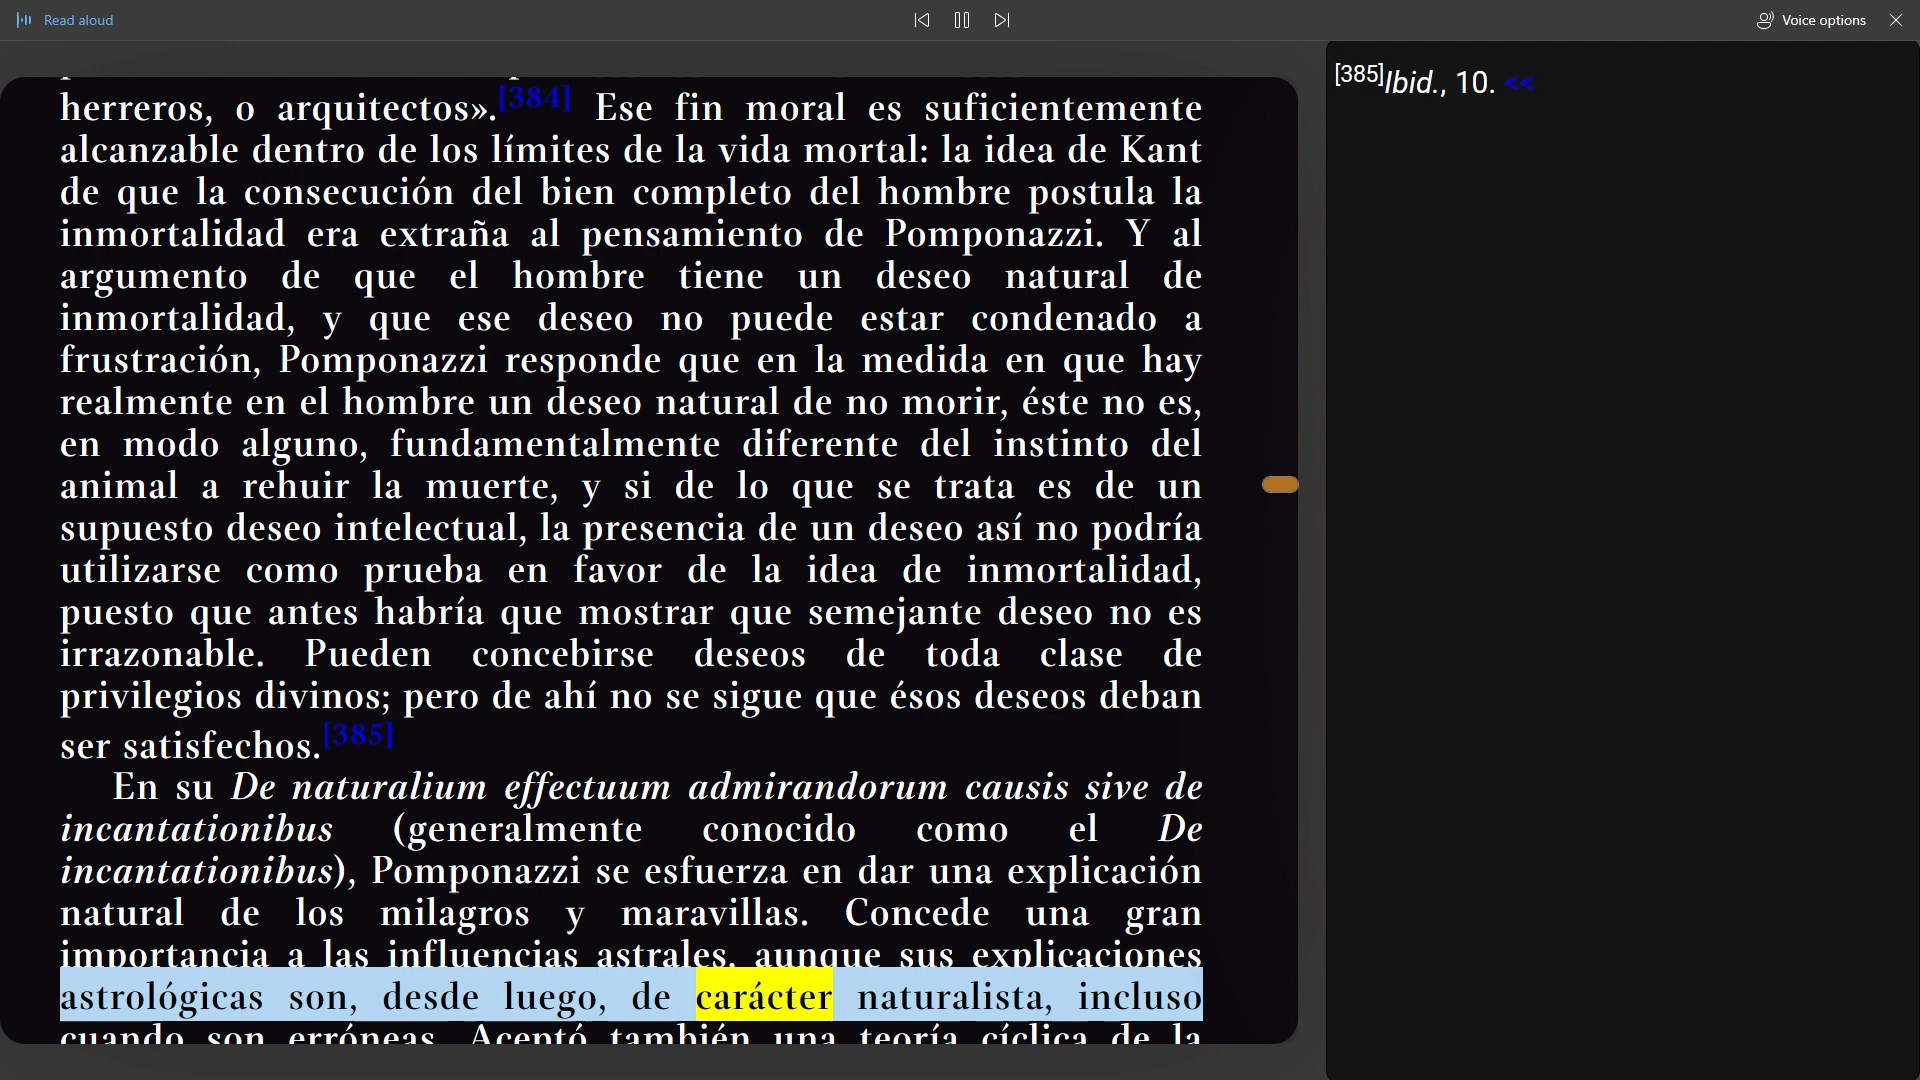 Read aloud
Voice options
herreros, o arquitectos».[384] Ese fin moral es suficientemente
alcanzable dentro de los límites de la vida mortal: la idea de Kant
de que la consecución del bien completo del hombre postula la
inmortalidad era extraña al pensamiento de Pomponazzi. Y al
argumento de que el hombre tiene un deseo natural de
inmortalidad, y que ese deseo no puede estar condenado a
frustración, Pomponazzi responde que en la medida en que hay
realmente en el hombre un deseo natural de no morir, éste no es,
en modo alguno, fundamentalmente diferente del instinto del
animal a rehuir la muerte, y si de lo que se trata es de un
supuesto deseo intelectual, la presencia de un deseo así no podría
utilizarse como prueba en favor de la idea de inmortalidad,
puesto que antes habría que mostrar que semejante deseo no es
irrazonable. Pueden concebirse deseos de toda clase de
privilegios divinos; pero de ahí no se sigue que ésos deseos deban
ser satisfechos.[385]
En su De naturalium effectuum admirandorum causis sive de
incantationibus (generalmente conocido como el De
incantationibus), Pomponazzi se esfuerza en dar una explicación
natural de los milagros y maravillas. Concede una gran
importancia a las influencias astrales, aunque sus explicaciones
astrológicas son, desde luego, de carácter naturalista, incluso
cuando son erróneas. Aceptó también una teoría cíclica de la
[385]Ibid., 10. <<